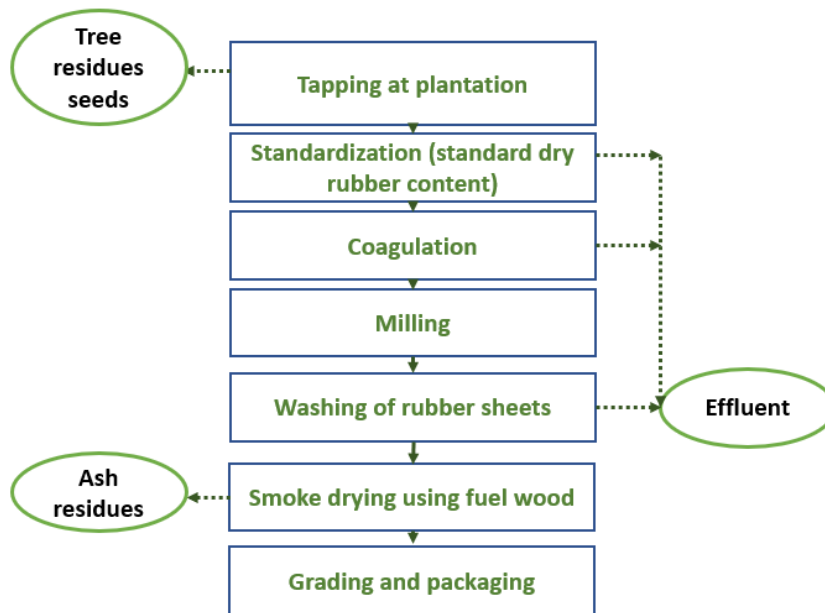 Tree
residues
seeds
Tapping at plantation
Standardization (standard dry
rubber content)
Coagulation
Milling
Washing of rubber sheets
Effluent
Ash
residues
Smoke drying using fuel wood
Grading and packaging